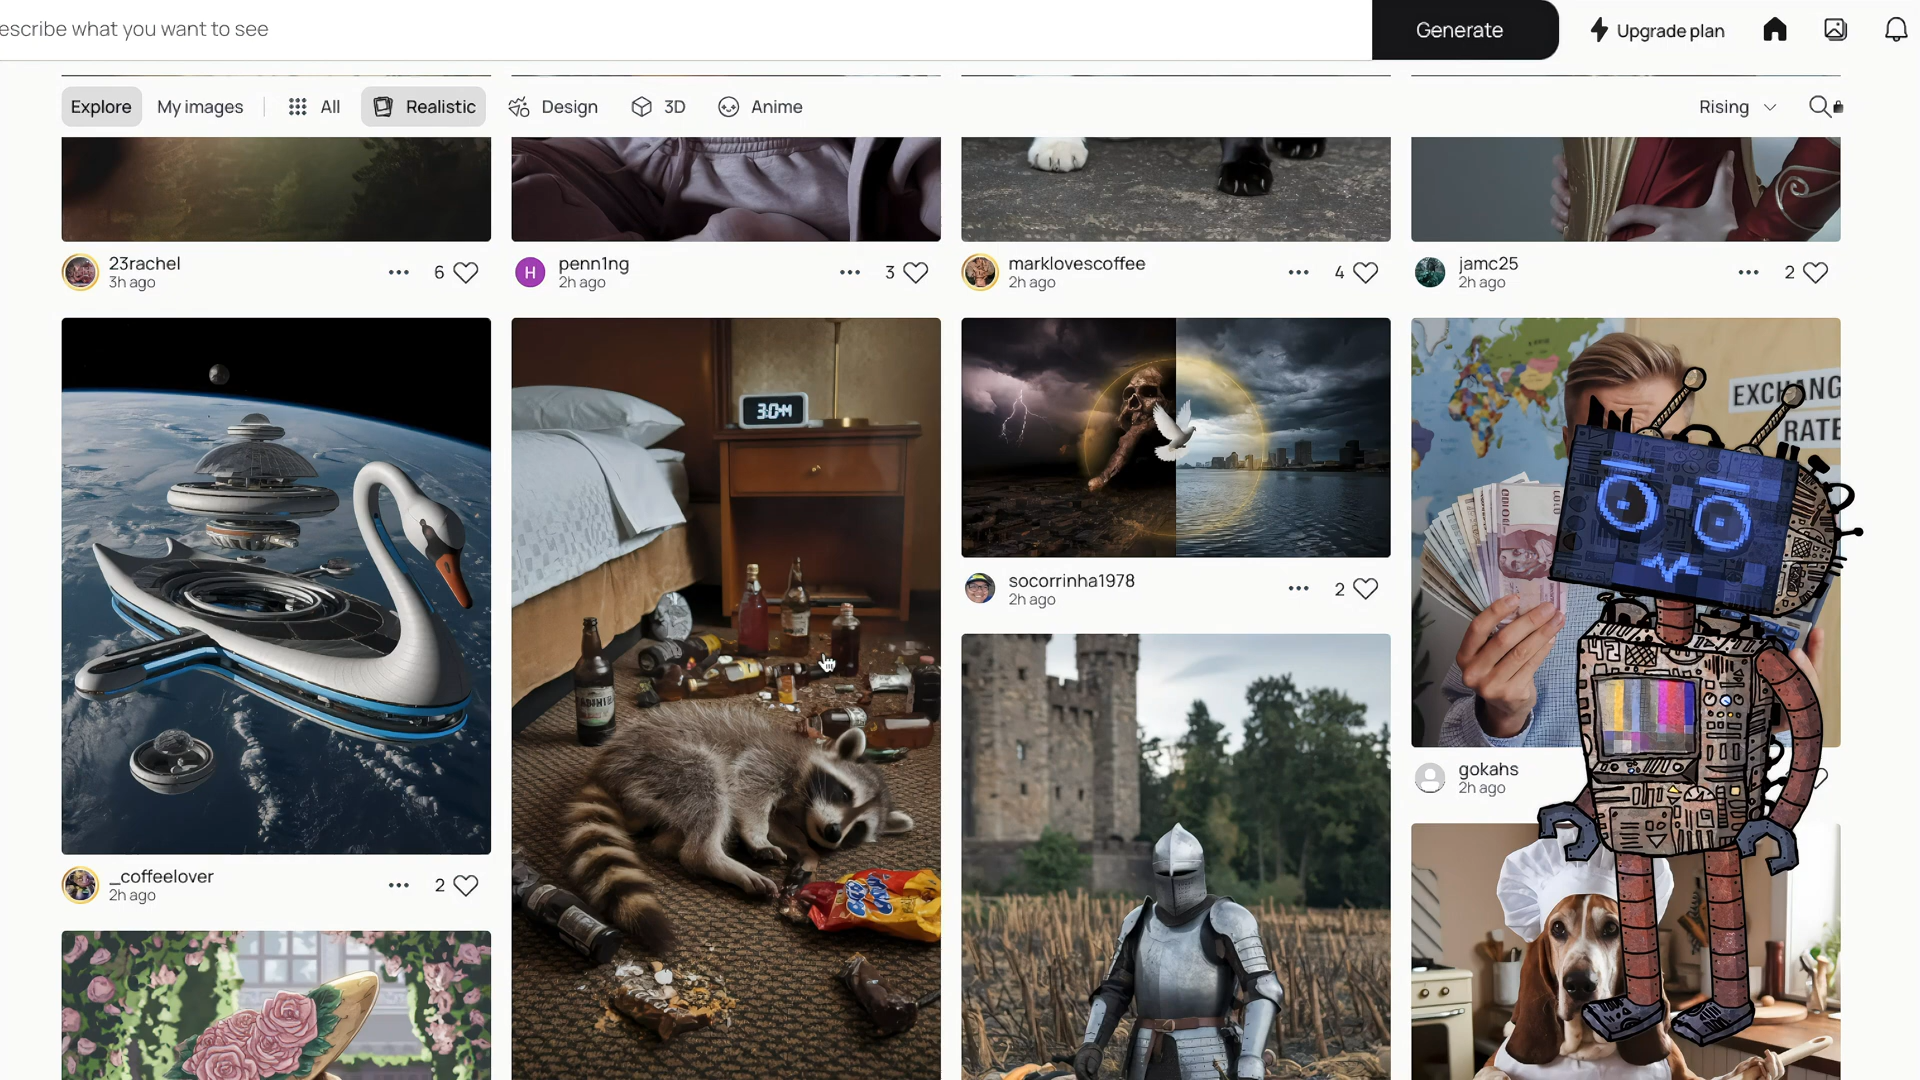 escribe what you want to see
Generate
Upgrade plan
Explore
My images
All
Realistic
Design
3D
Anime
Rising
23rachel
3h ago
6
H
penn1ng
2h ago
3
marklovescoffee
2h ago
4
jamc25
2h ago
2
EXCHANG
RATE
socorrinha1978
2h ago
2
gokahs
2h ago
_coffeelover
2h ago
2